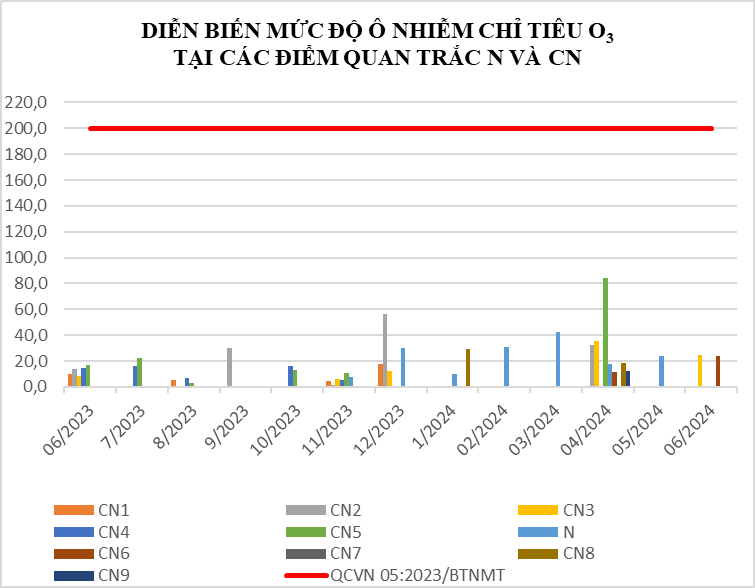 DIỄN BIẾN MỨC ĐỘ Ô NHIỄM CHỈ TIÊU O₃
TẠI CÁC ĐIỂM QUAN TRẮC N VÀ CN
220,0
200,0
180,0
160,0
140,0
120,0
100,0
80,0
60,0
40,0
20,0
0,0
06/2023 7/2023 8/2023 9/2023 10/2023 11/2023 12/2023 1/2024 02/2024 03/2024 04/2024 05/2024 06/2024
CN1 CN2 CN3
CN4 CN5 N
CN6 CN7 CN8
CN9 QCVN 05:2023/BTNMT